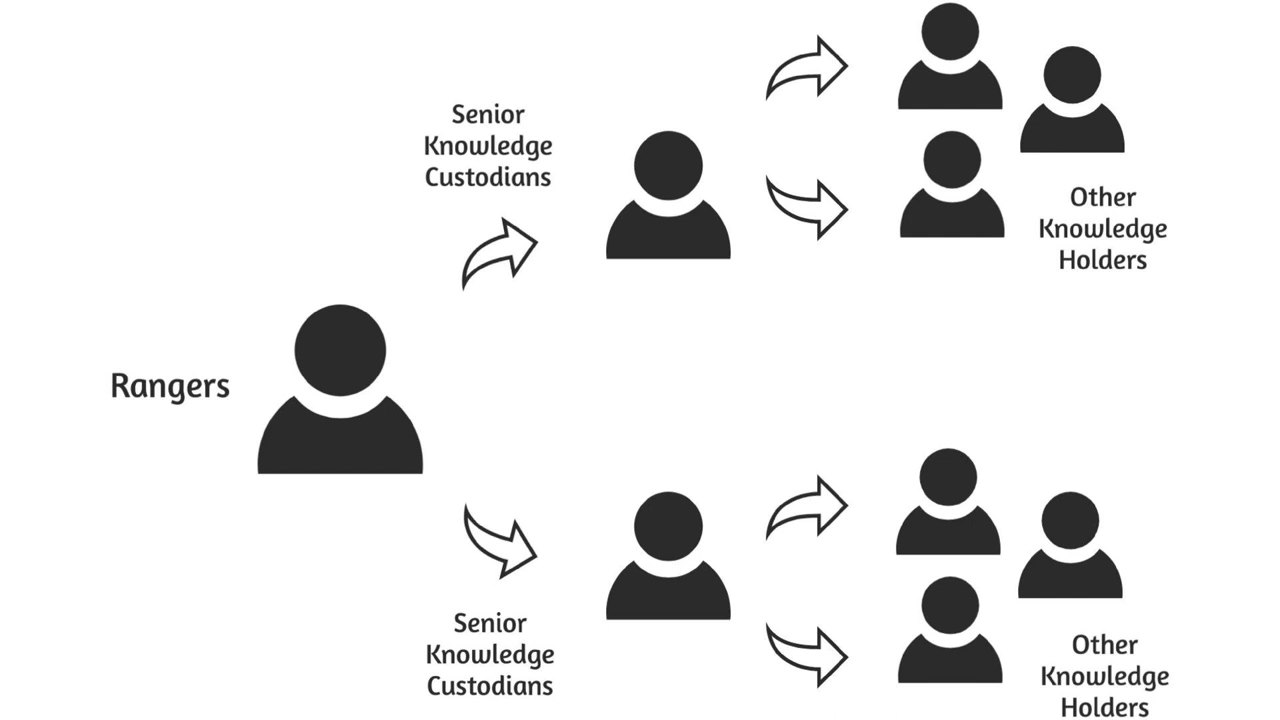 Rangers
Senior
Knowledge
Custodians
Other
Knowledge
Holders
Senior
Knowledge
Custodians
Other
Knowledge
Holders